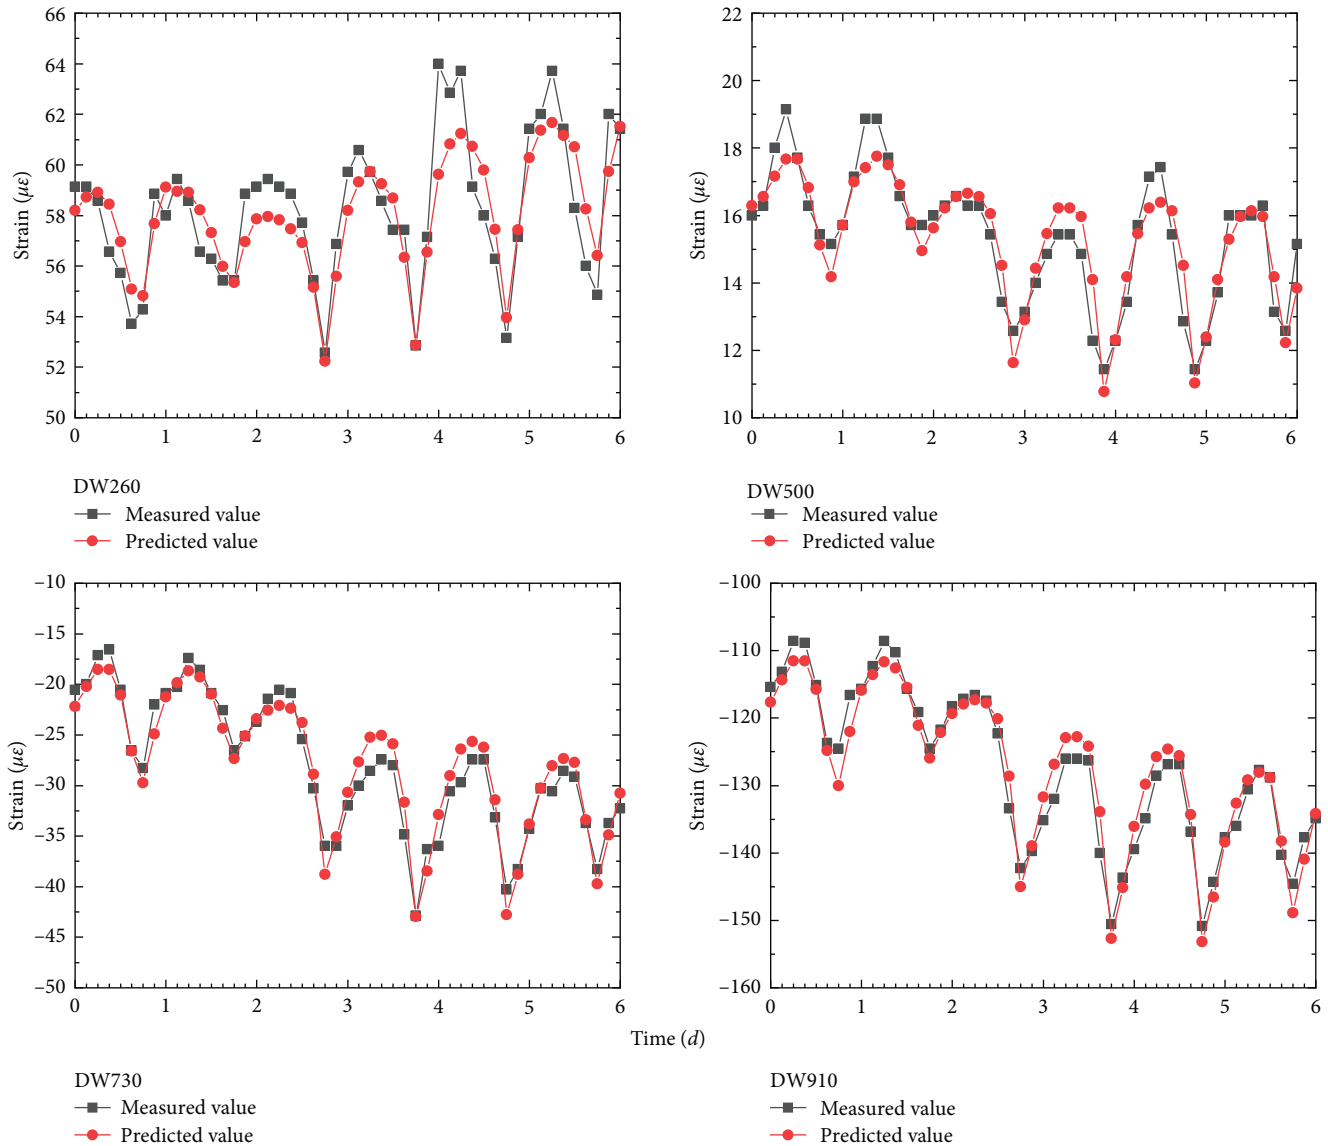 66
64
62
60
58
56
54
52
50
Strain (με)
0 1 2 3 4 5 6
DW260
Measured value
Predicted value
22
20
18
16
14
12
10
Strain (με)
0 1 2 3 4 5 6
DW500
Measured value
Predicted value
−10
−15
−20
−25
−30
−35
−40
−45
−50
Strain (με)
0 1 2 3 4 5 6
−100
−110
−120
−130
−140
−150
−160
Strain (με)
0 1 2 3 4 5 6
Time (d)
DW730
Measured value
Predicted value
DW910
Measured value
Predicted value